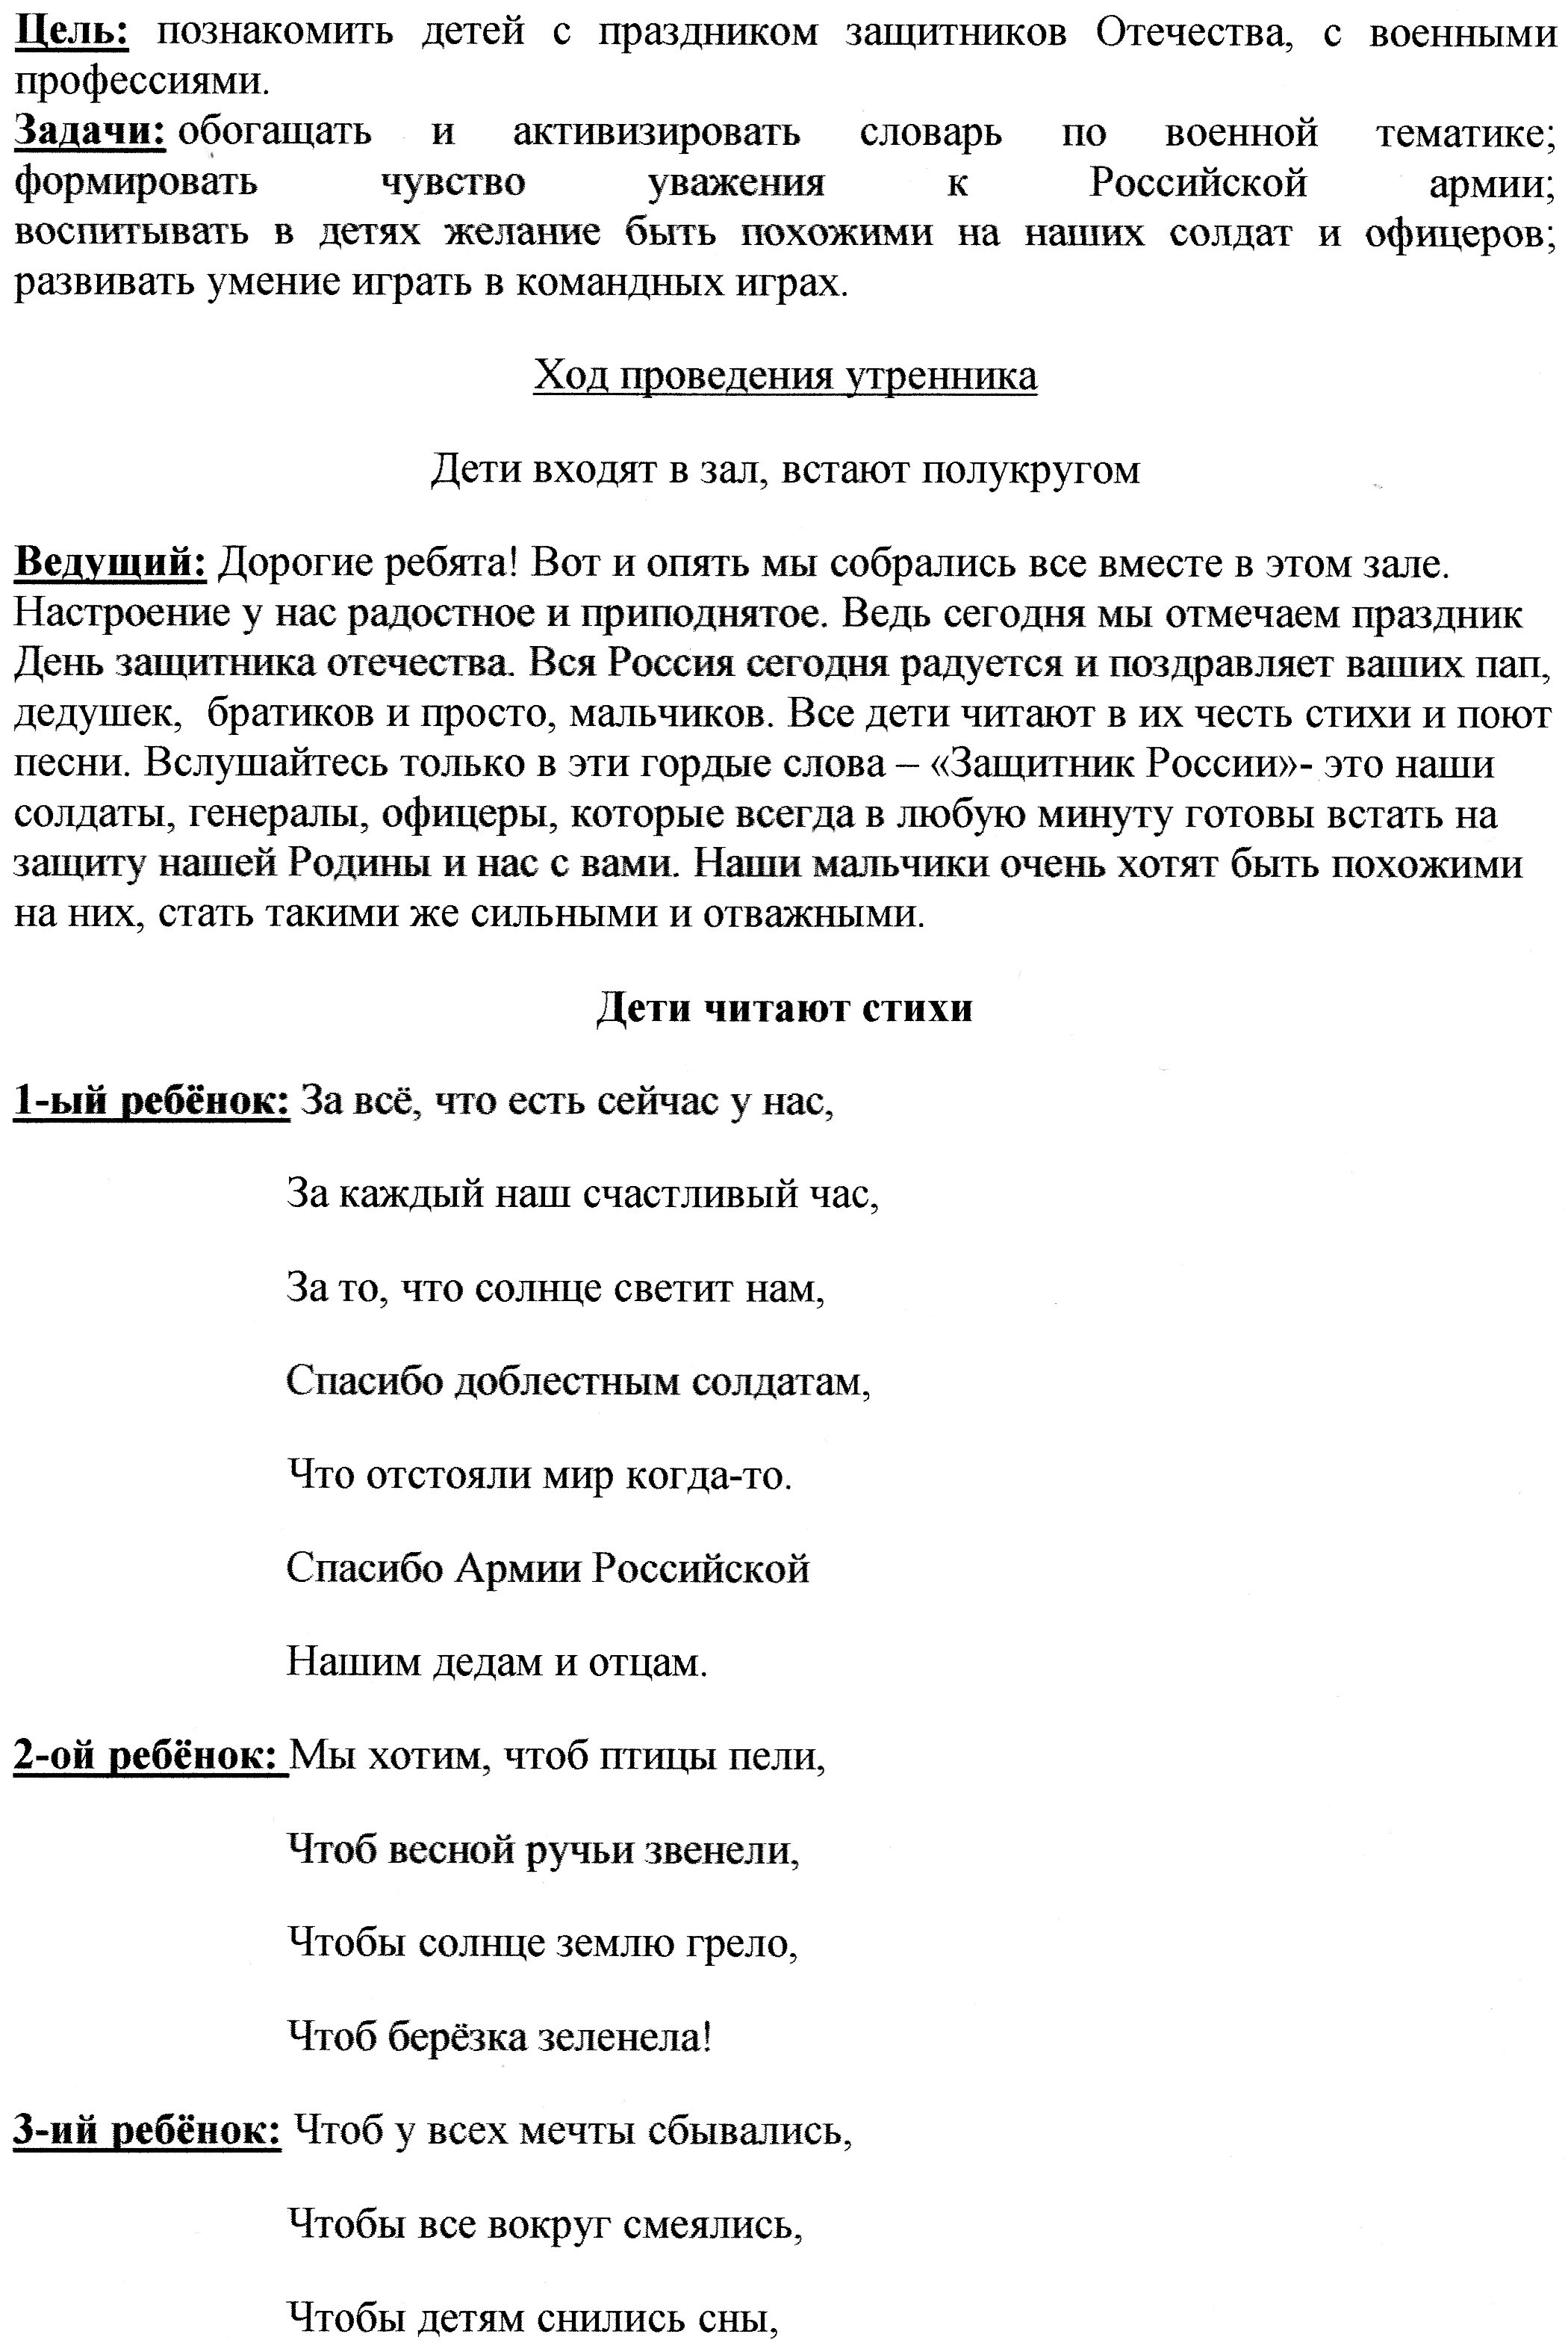 Цель: познакомить детей с праздником защитников Отечества, с военными
профессиями.
Задачи: обогащать и активизировать словарь по военной тематике;
формировать чувство уважения к Российской армии;
воспитывать в детях желание быть похожими на наших солдат и офицеров;
развивать умение играть в командных играх.
Ход проведения утренника
Дети входят в зал, встают полукругом
Ведущий: Дорогие ребята! Вот и опять мы собрались все вместе в этом зале.
Настроение у нас радостное и приподнятое. Ведь сегодня мы отмечаем праздник
День защитника отечества. Вся Россия сегодня радуется и поздравляет ваших пап,
дедушек, братиков и просто, мальчиков. Все дети читают в их честь стихи и поют
песни. Вслушайтесь только в эти гордые слова – «Защитник России»- это наши
солдаты, генералы, офицеры, которые всегда в любую минуту готовы встать на
защиту нашей Родины и нас с вами. Наши мальчики очень хотят быть похожими
на них, стать такими же сильными и отважными.
Дети читают стихи
1-ый ребёнок: За всё, что есть сейчас у нас,
За каждый наш счастливый час,
За то, что солнце светит нам,
Спасибо доблестным солдатам,
Что отстояли мир когда-то.
Спасибо Армии Российской
Нашим дедам и отцам.
2-ой ребёнок: Мы хотим, чтоб птицы пели,
Чтоб весной ручьи звенели,
Чтобы солнце землю грело,
Чтоб берёзка зеленела!
3-ий ребёнок: Чтоб у всех мечты сбывались,
Чтобы все вокруг смеялись,
Чтобы детям снились сны,